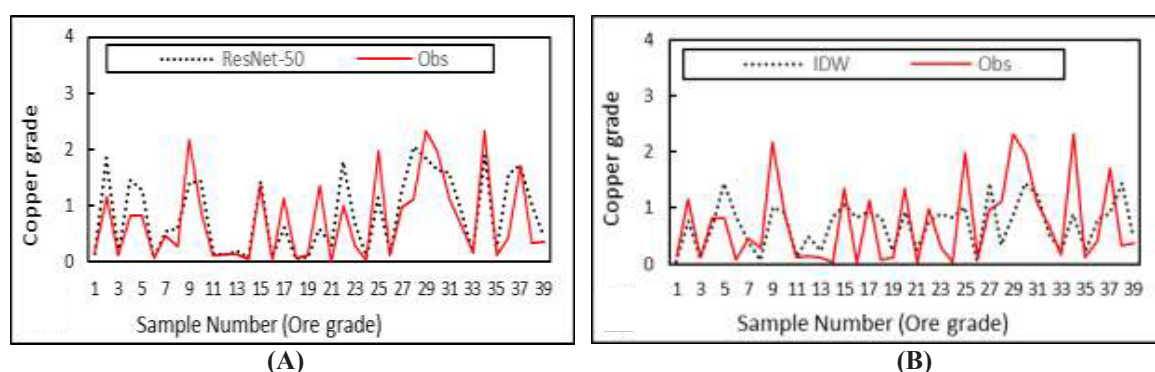 4
ResNet-50 Obs
3
2
1
0
Copper grade
1 3 5 7 9 11 13 15 17 19 21 23 25 27 29 31 33 35 37 39
Sample Number (Ore grade)
(A)
4
IDW Obs
3
2
1
0
Copper grade
1 3 5 7 9 11 13 15 17 19 21 23 25 27 29 31 33 35 37 39
Sample Number (Ore grade)
(B)